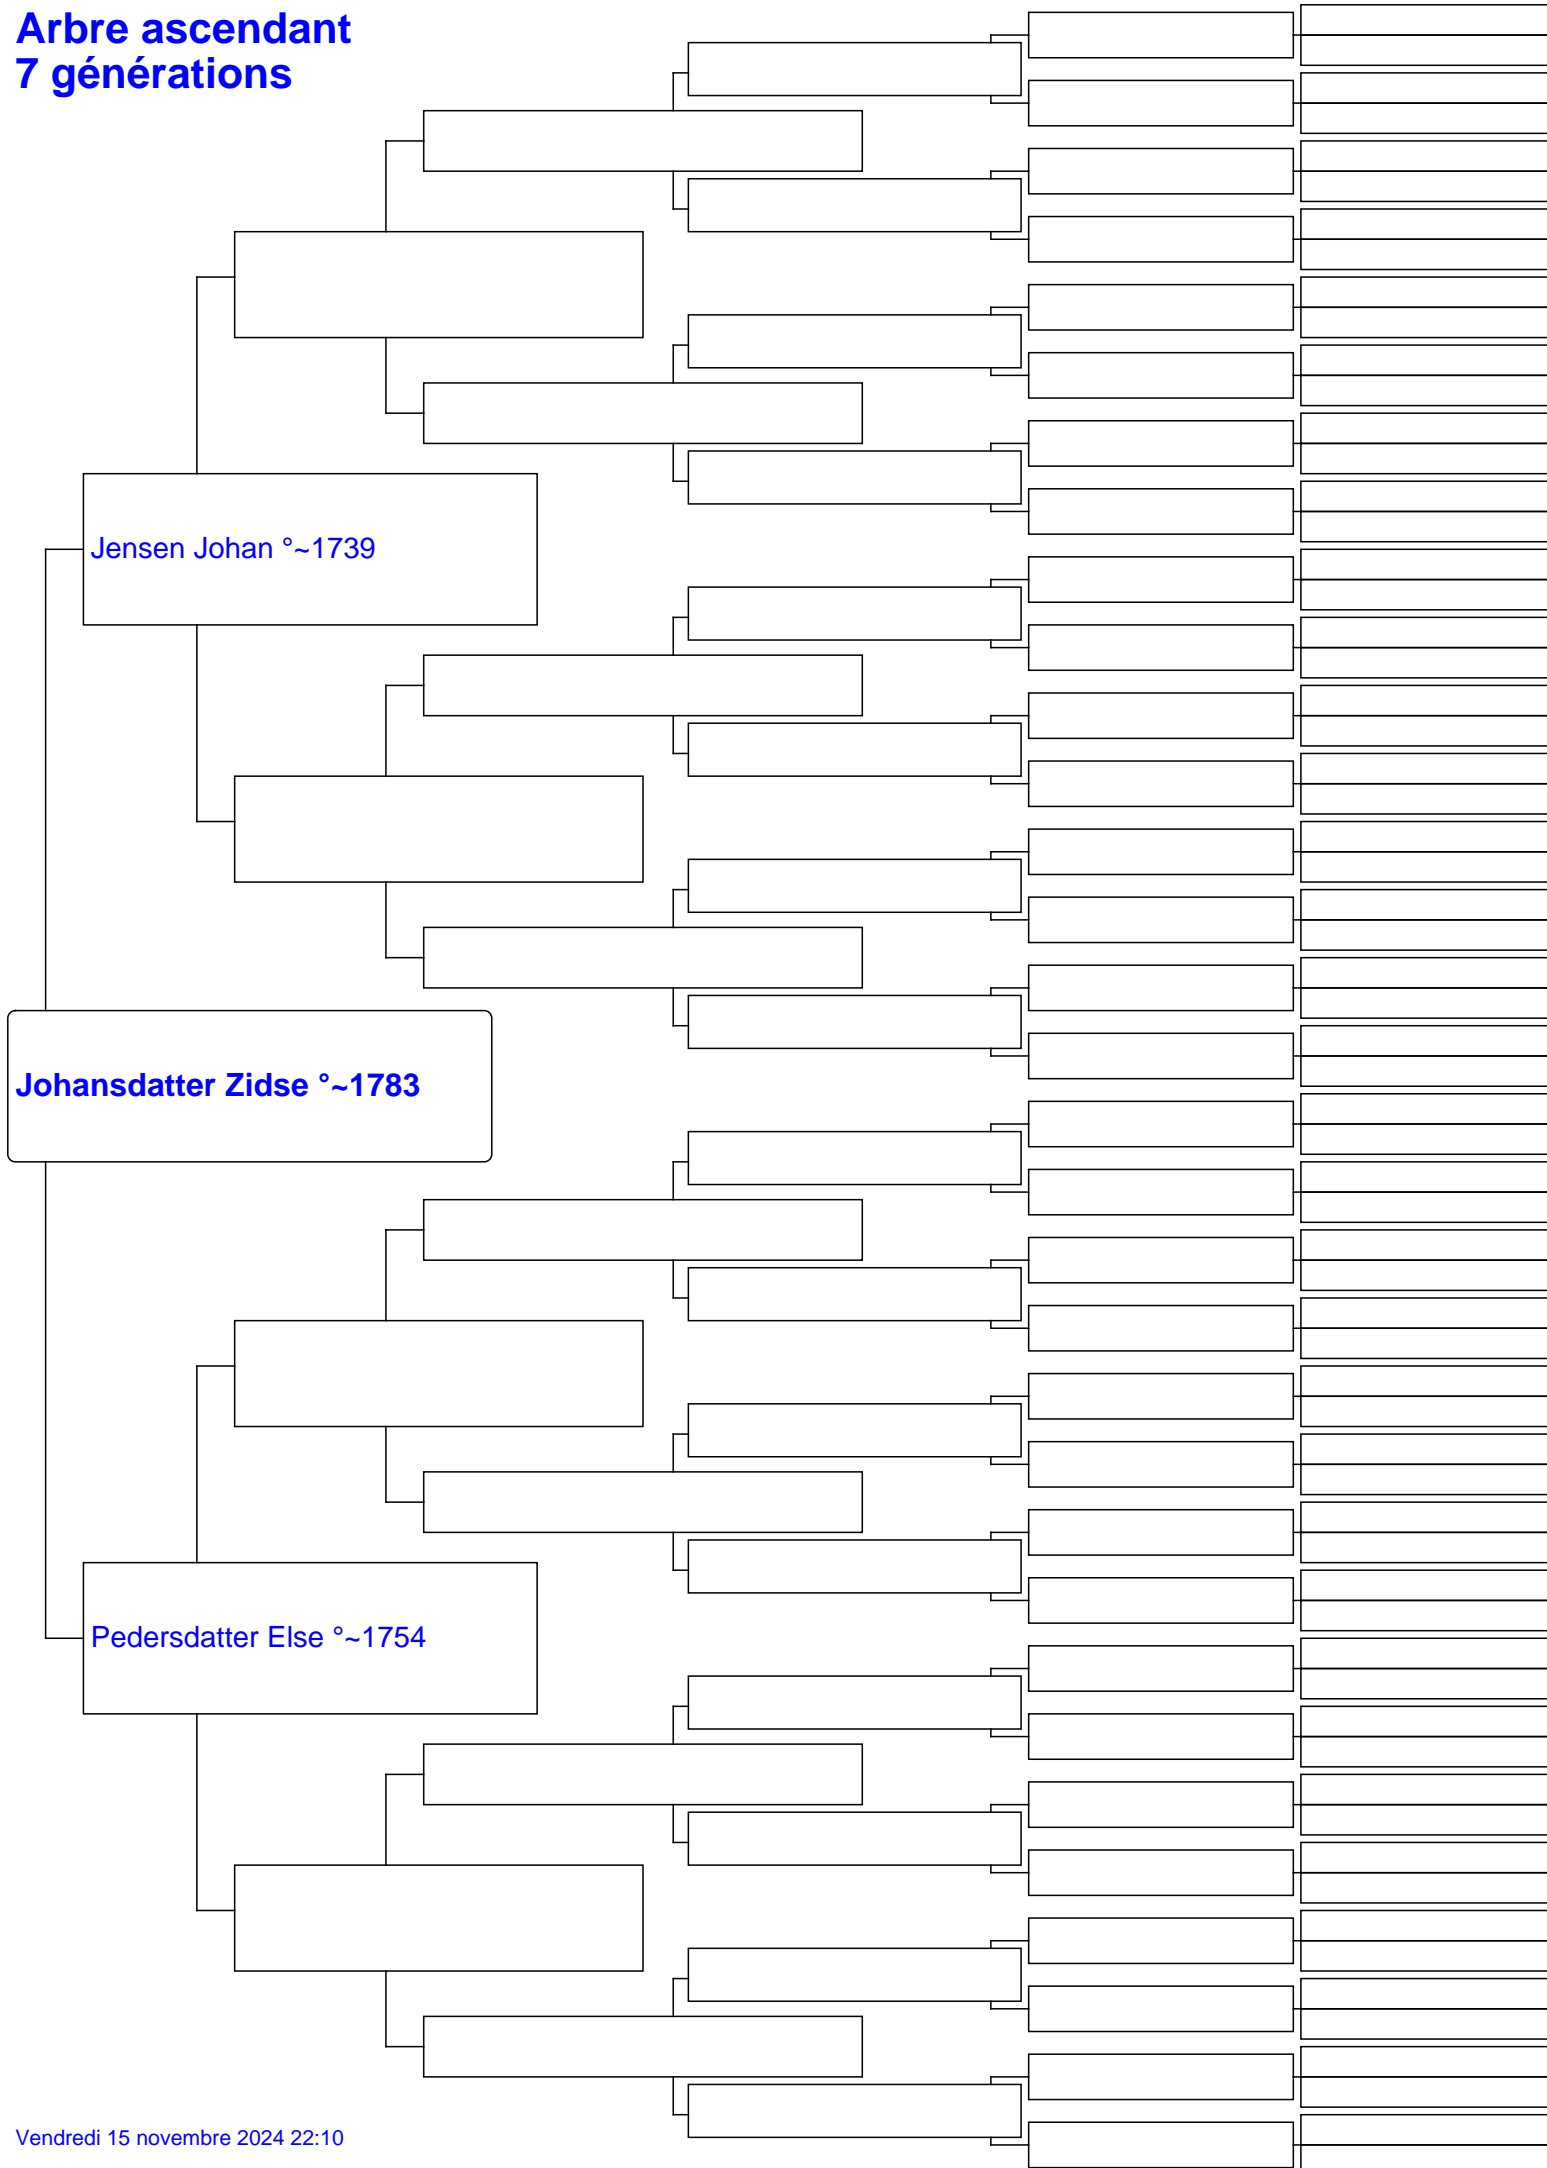 Arbre ascendant
7 générations
Jensen Johan °~1739
Johansdatter Zidse °~1783
Pedersdatter Else °~1754
Vendredi 15 novembre 2024 22:10